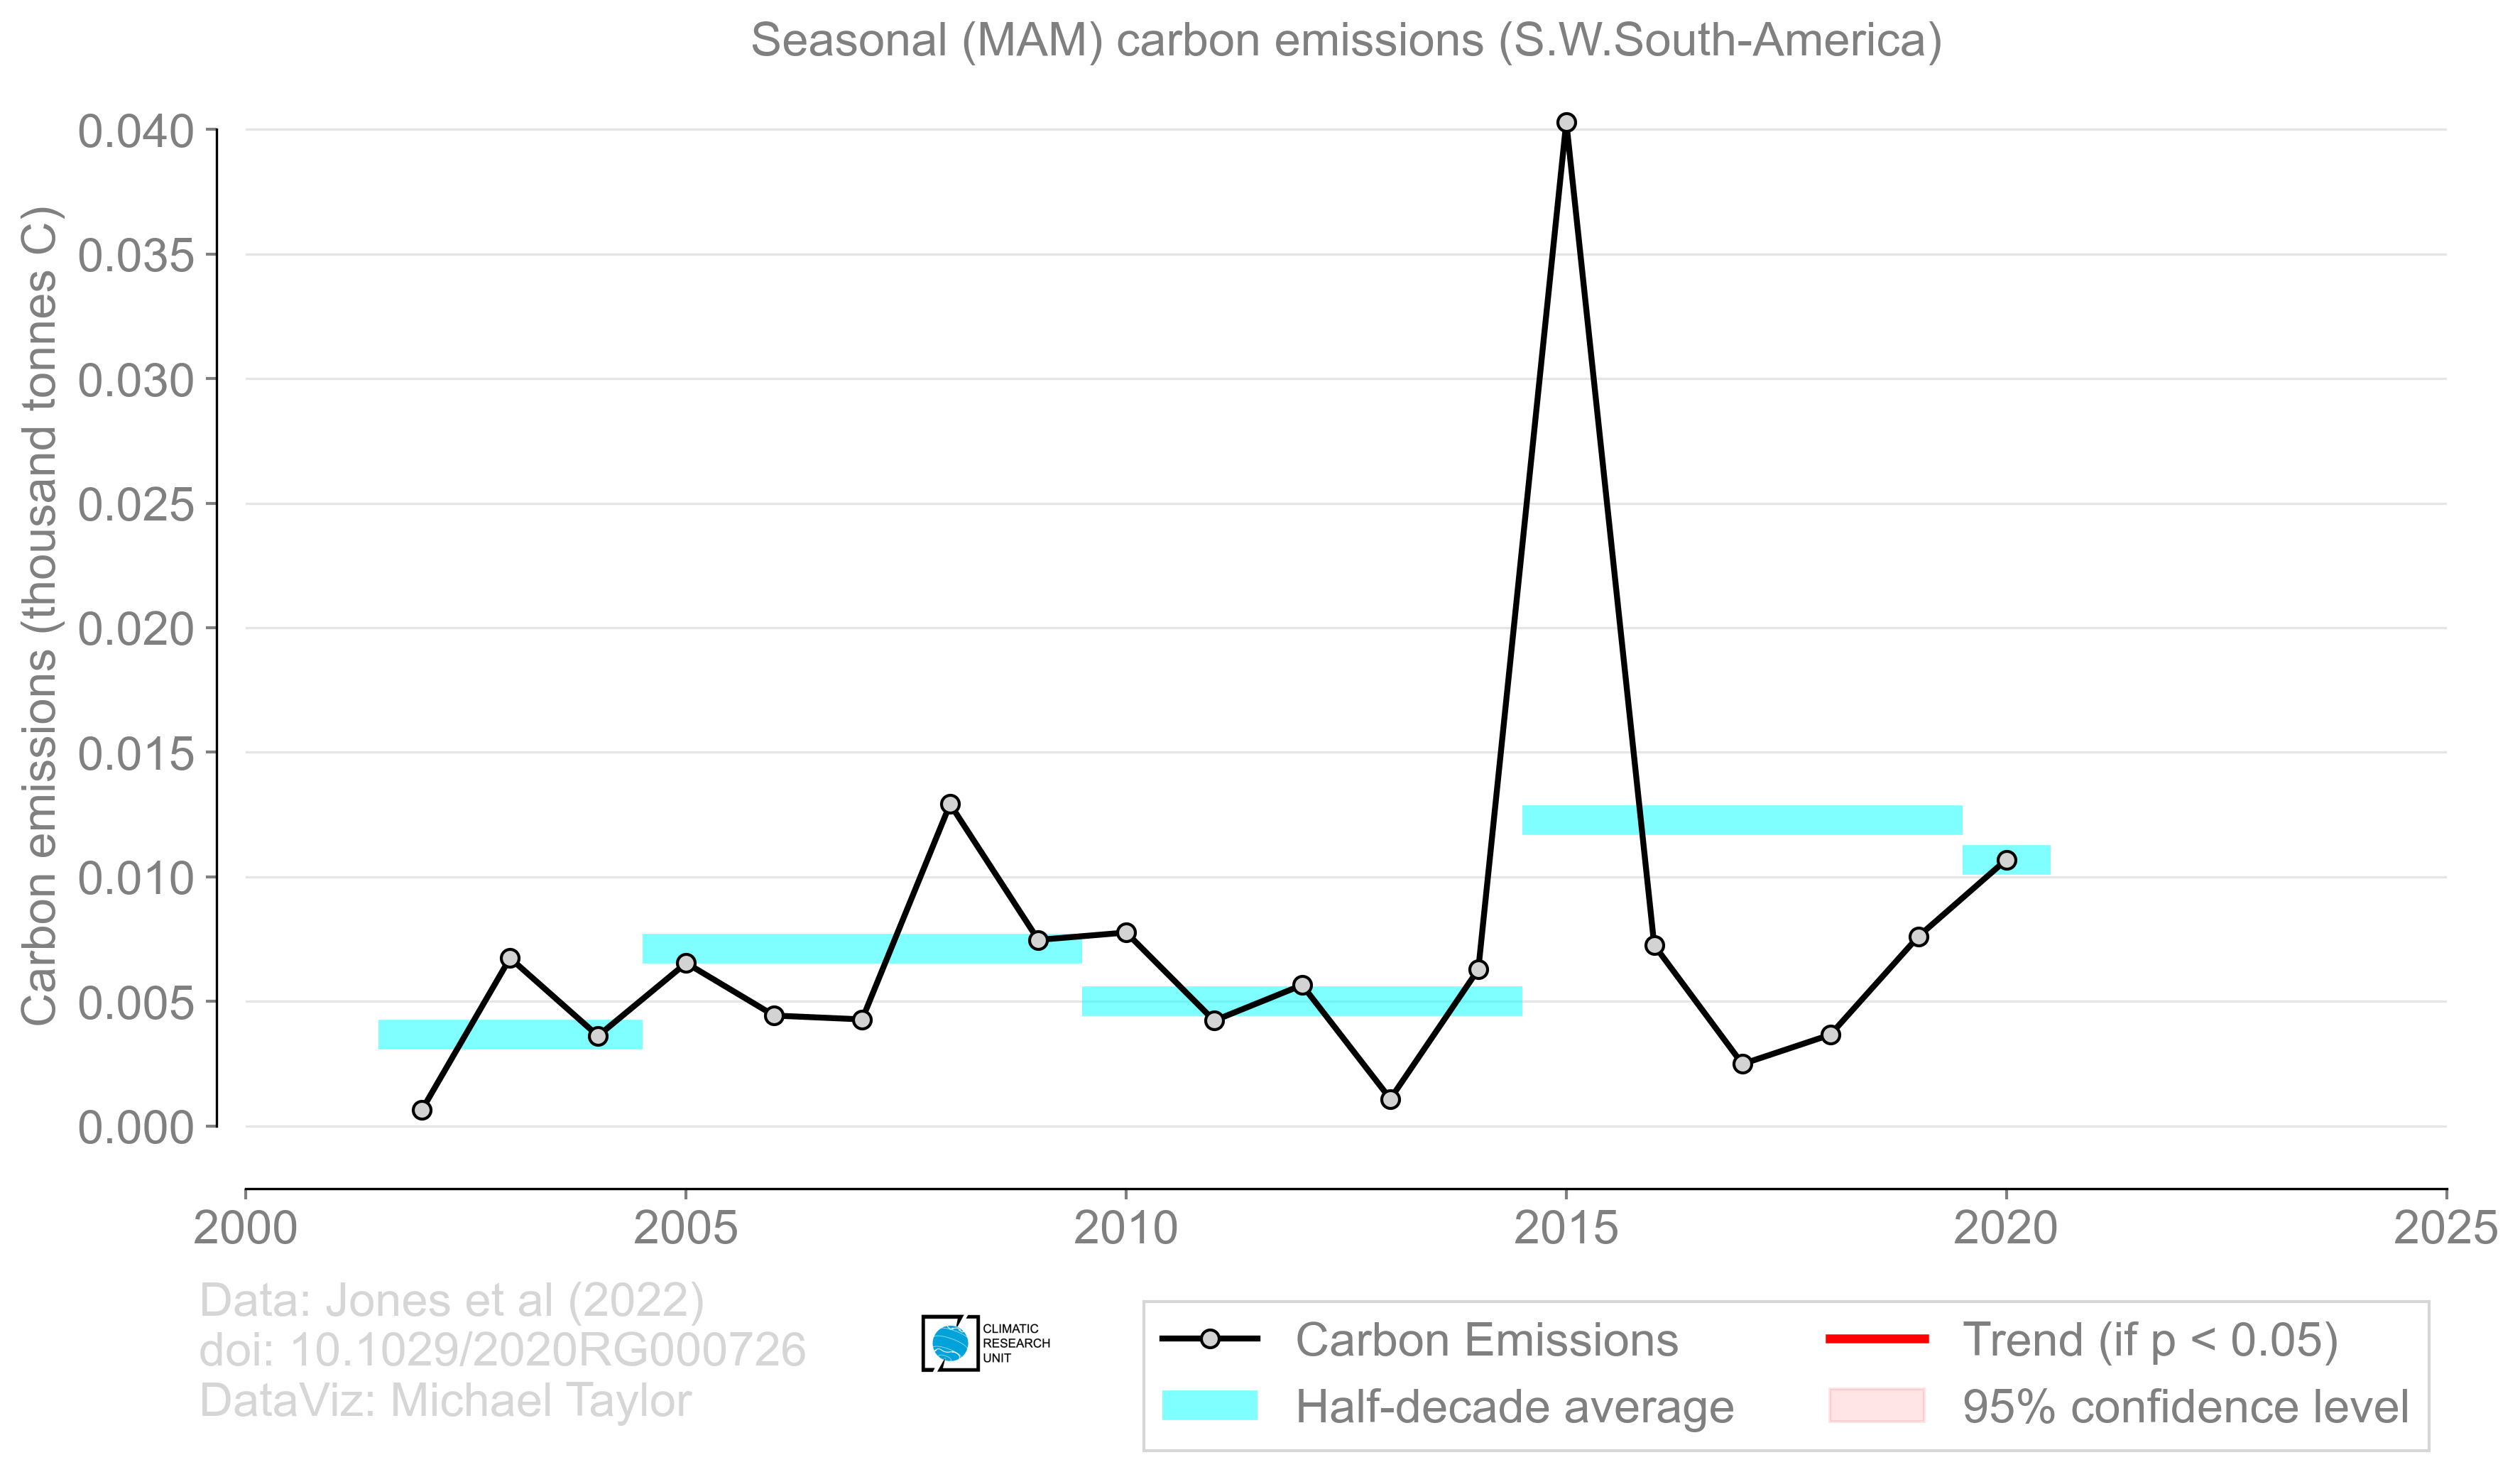 Seasonal (MAM) carbon emissions (S.W.South-America)
Carbon emissions (thousand tonnes C)
0.040
0.035
0.030
0.025
0.020
0.015
0.010
0.005
0.000
2000
2005
2010
2015
2020
2025
Data: Jones et al (2022)
doi: 10.1029/2020RG000726
DataViz: Michael Taylor
CLIMATIC
RESEARCH
UNIT
Carbon Emissions
Half-decade average
Trend (if p < 0.05)
95% confidence level